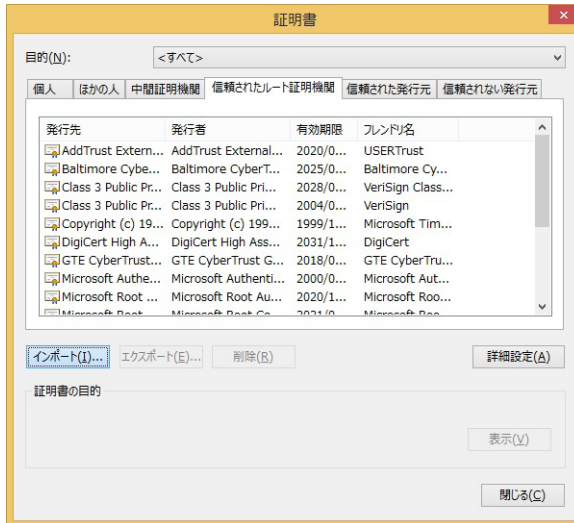 証明書
目的(N): <すべて>
個人 ほかの人 中間証明機関 信頼されたルート証明機関 信頼された発行元 信頼されない発行元
発行先 発行者 有効期限 フレンドリ名
AddTrust Extern... AddTrust External... 2020/0... USERTrust
Baltimore Cybe... Baltimore CyberT... 2025/0... Baltimore Cy...
Class 3 Public Pr... Class 3 Public Pri... 2028/0... VeriSign Class...
Class 3 Public Pr... Class 3 Public Pri... 2004/0... VeriSign
Copyright (c) 19... Copyright (c) 199... 1999/1... Microsoft Tim...
DigiCert High A... DigiCert High Ass... 2031/1... DigiCert
GTE CyberTrust... GTE CyberTrust G... 2018/0... GTE CyberTru...
Microsoft Authe... Microsoft Authenti... 2000/0... Microsoft Aut...
Microsoft Root ... Microsoft Root Au... 2020/1... Microsoft Roo...
Microsoft Root ... Microsoft Root Ce... 2021/0... Microsoft Roo...
インポート(I)... エクスポート(E)... 削除(R) 詳細設定(A)
証明書の目的
表示(V)
閉じる(C)